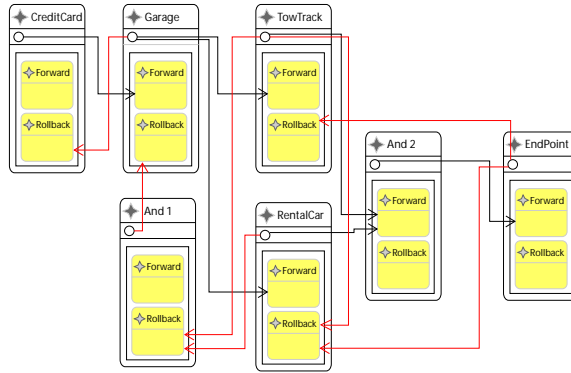 CreditCard
Forward
Rollback
Garage
Forward
Rollback
TowTrack
Forward
Rollback
And 2
Forward
Rollback
EndPoint
Forward
Rollback
And 1
Forward
Rollback
RentalCar
Forward
Rollback